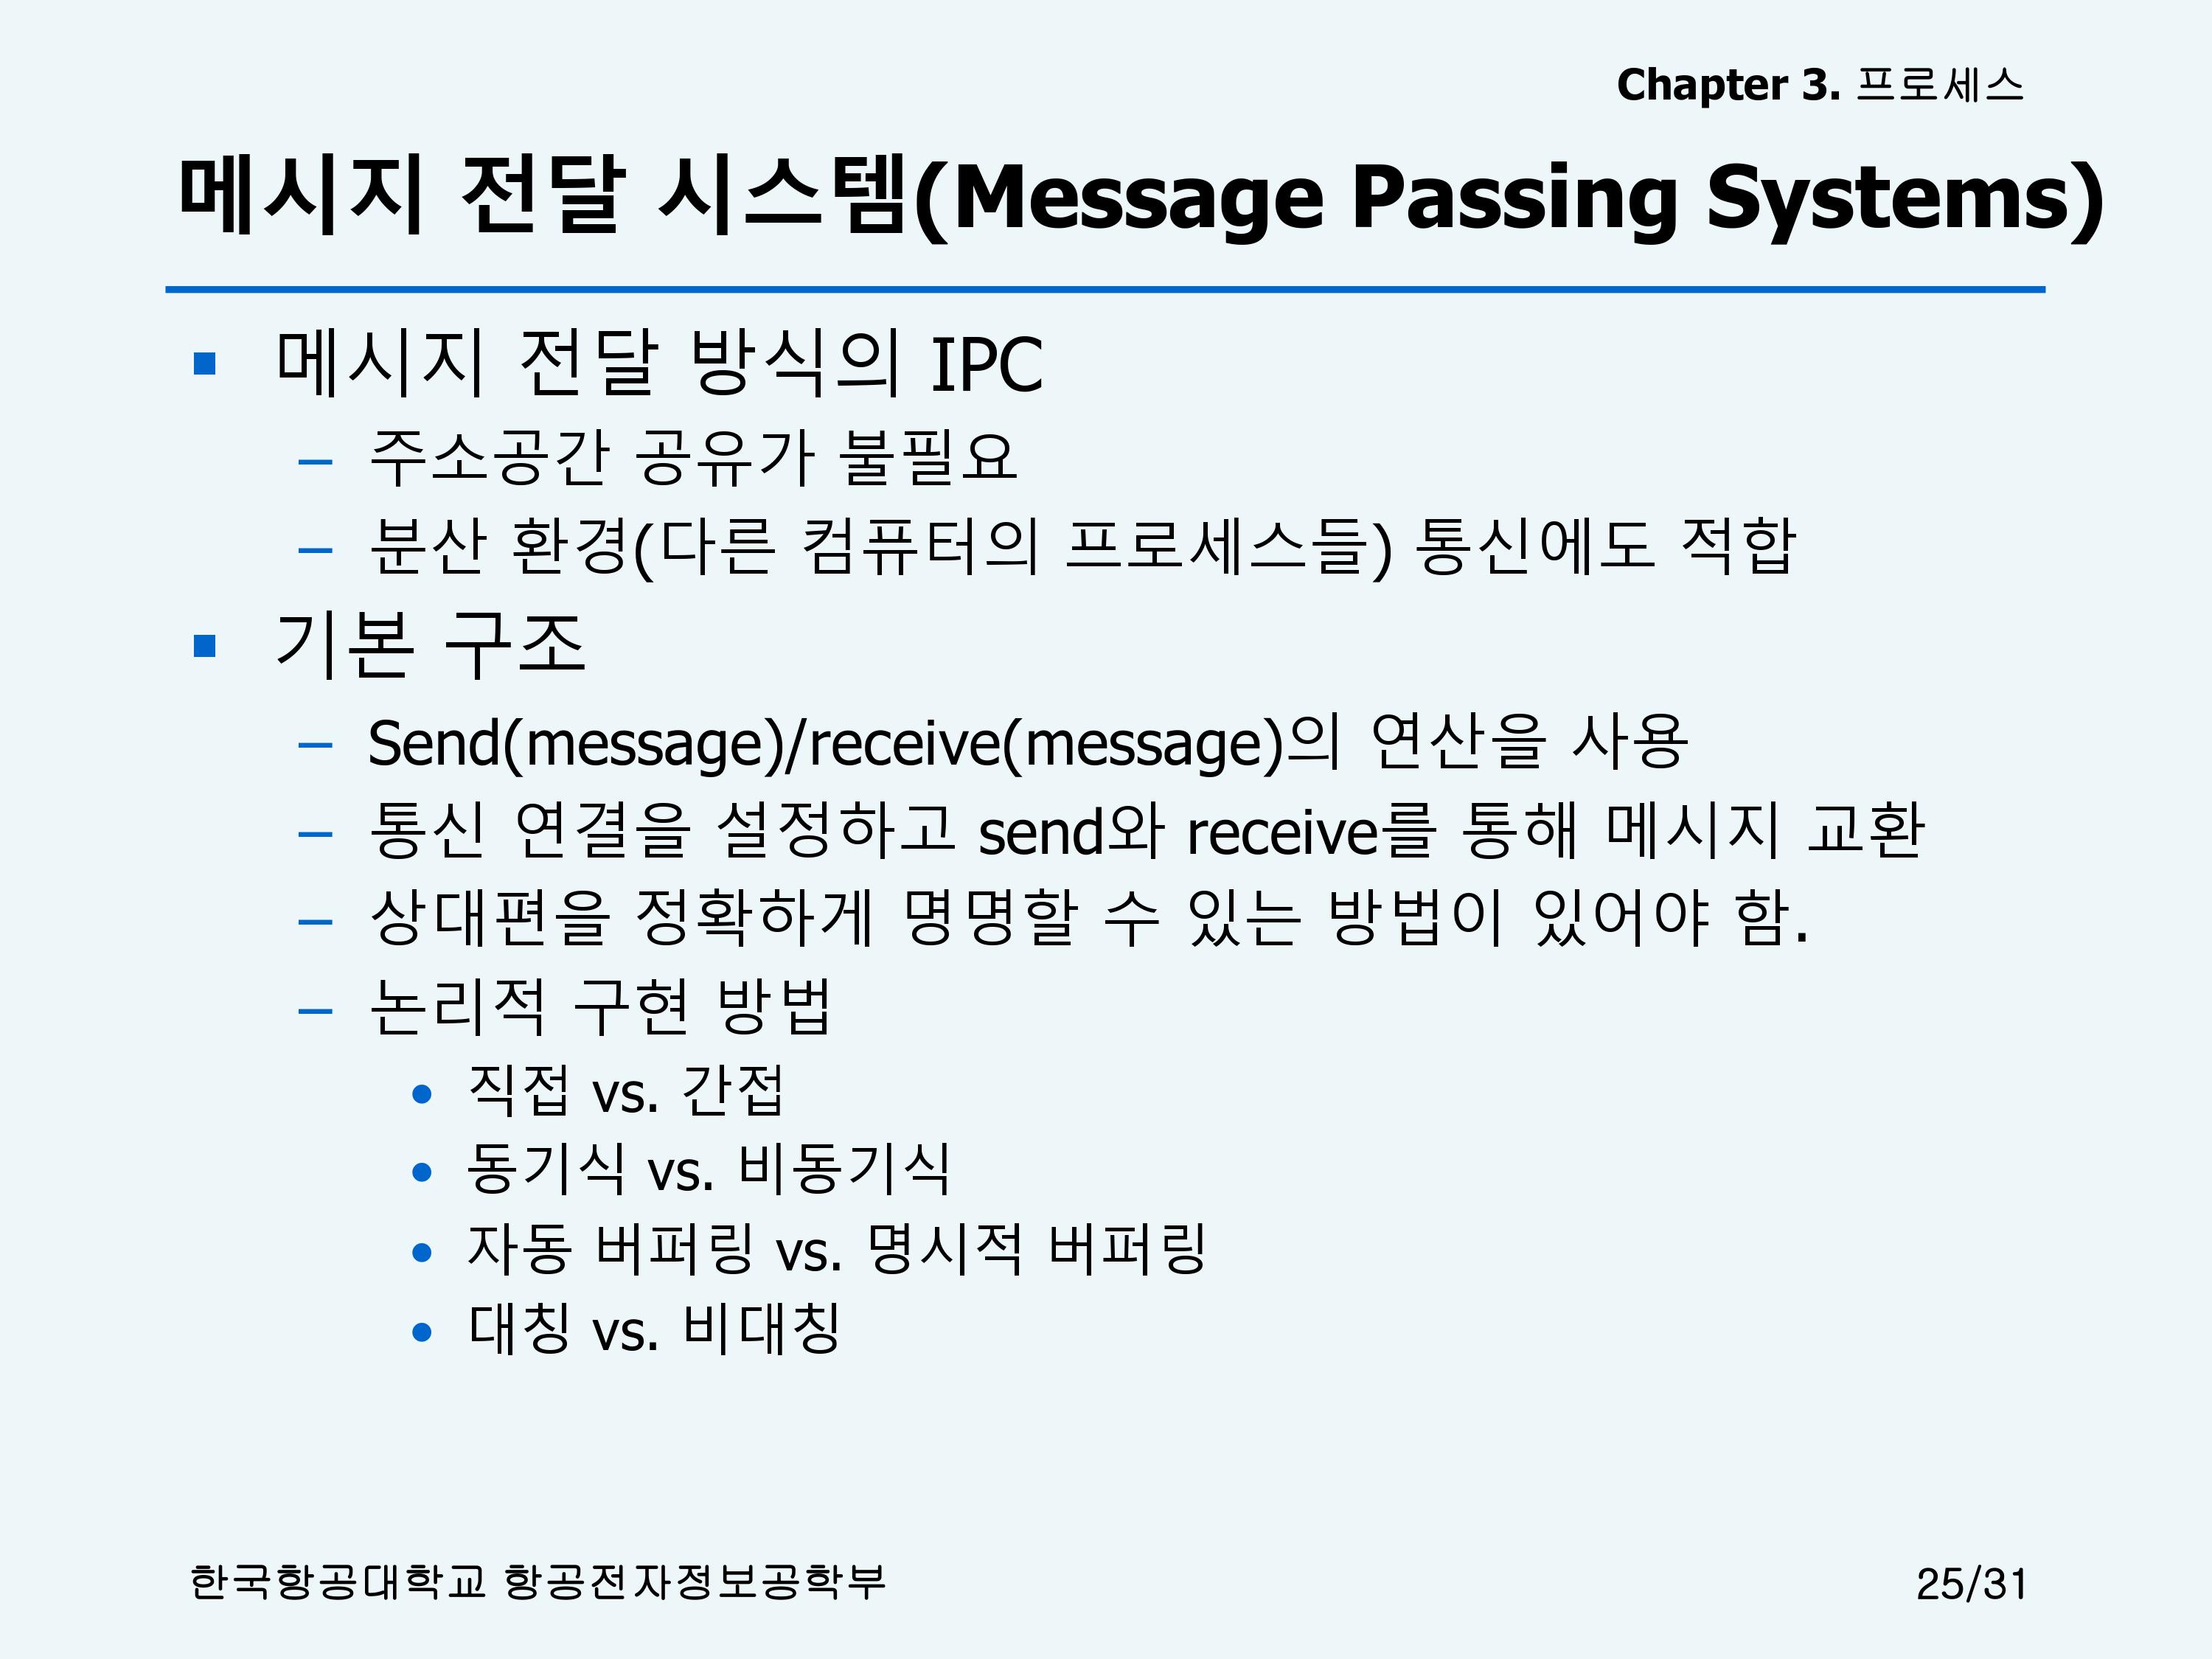 Chapter 3. 프로세스
메시지 전달 시스템(Message Passing Systems)
▪ 메시지 전달 방식의 IPC
– 주소공간 공유가 불필요
– 분산 환경(다른 컴퓨터의 프로세스들) 통신에도 적합
▪ 기본 구조
– Send(message)/receive(message)의 연산을 사용
– 통신 연결을 설정하고 send와 receive를 통해 메시지 교환
– 상대편을 정확하게 명명할 수 있는 방법이 있어야 함.
– 논리적 구현 방법
• 직접 vs. 간접
• 동기식 vs. 비동기식
• 자동 버퍼링 vs. 명시적 버퍼링
• 대칭 vs. 비대칭
한국항공대학교 항공전자정보공학부
25/31